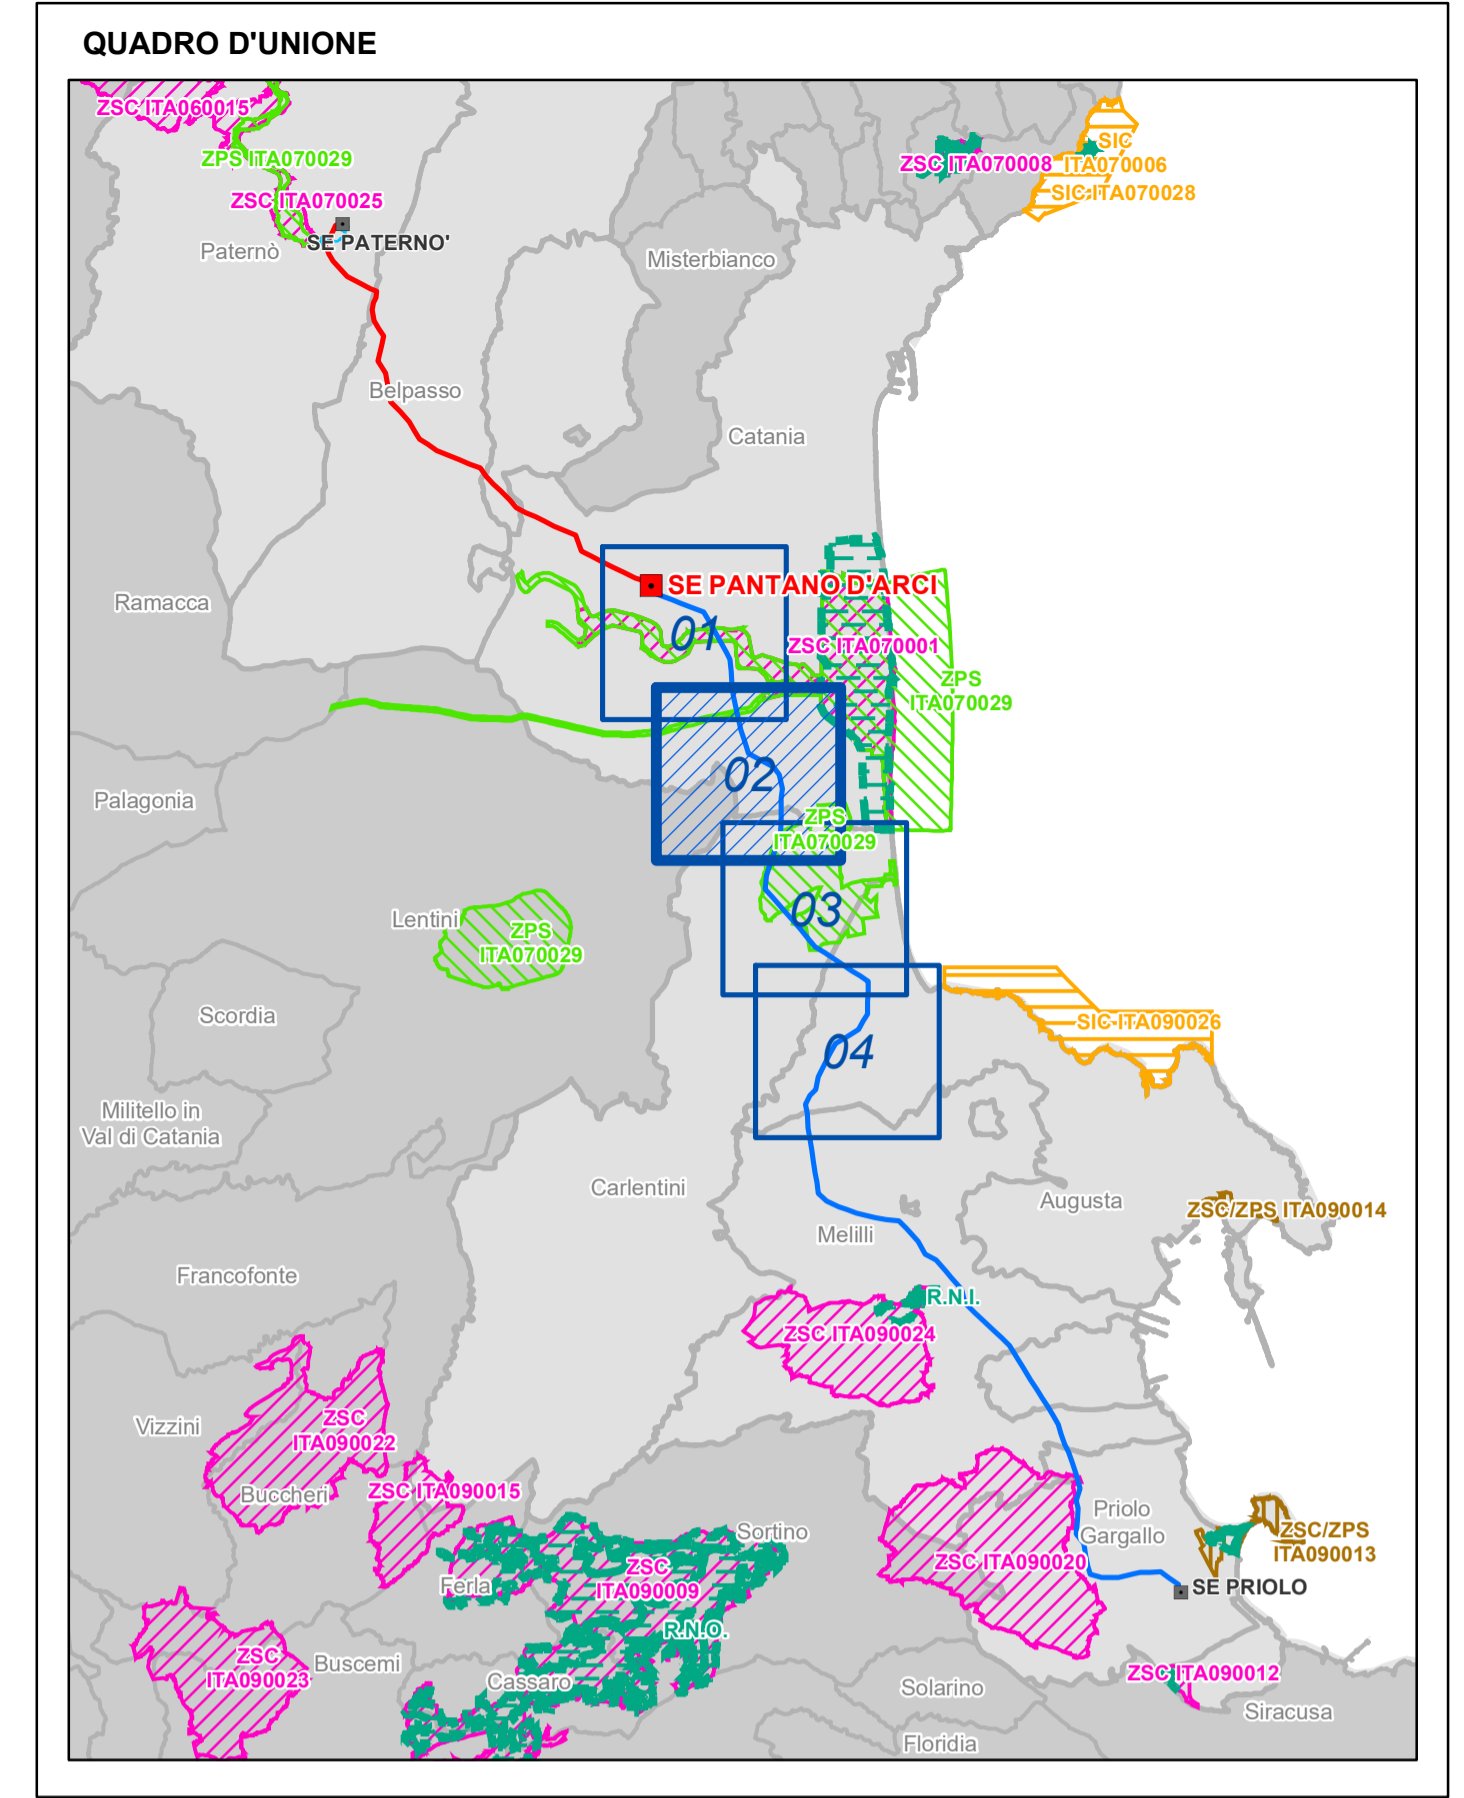 QUADRO D'UNIONE
ZSC ITA060015
ZPS ITA070029
ZSC ITA070025
SE PATERNO'
Paternò
ZSC ITA070008
SIC
ITA070006
SIC ITA070028
Misterbianco
Belpasso
Catania
Ramacca
SE PANTANO D'ARCI
01
ZSC ITA070001
ZPS
ITA070029
02
Palagonia
ZPS
ITA070029
03
Lentini
ZPS
ITA070029
Scordia
SIC ITA090026
04
Militello in
Val di Catania
Carlentini
Augusta
ZSC/ZPS ITA090014
Melilli
Francofonte
R.N.I.
ZSC ITA090024
Vizzini
ZSC
ITA090022
Buccheri
ZSC ITA090015
Sortino
Priolo
Gargallo
ZSC/ZPS
ITA090013
ZSC ITA090020
Ferla
ZSC
ITA090009
SE PRIOLO
R.N.O.
ZSC
ITA090023
Buscemi
Cassaro
ZSC ITA090012
Solarino
Siracusa
Floridia